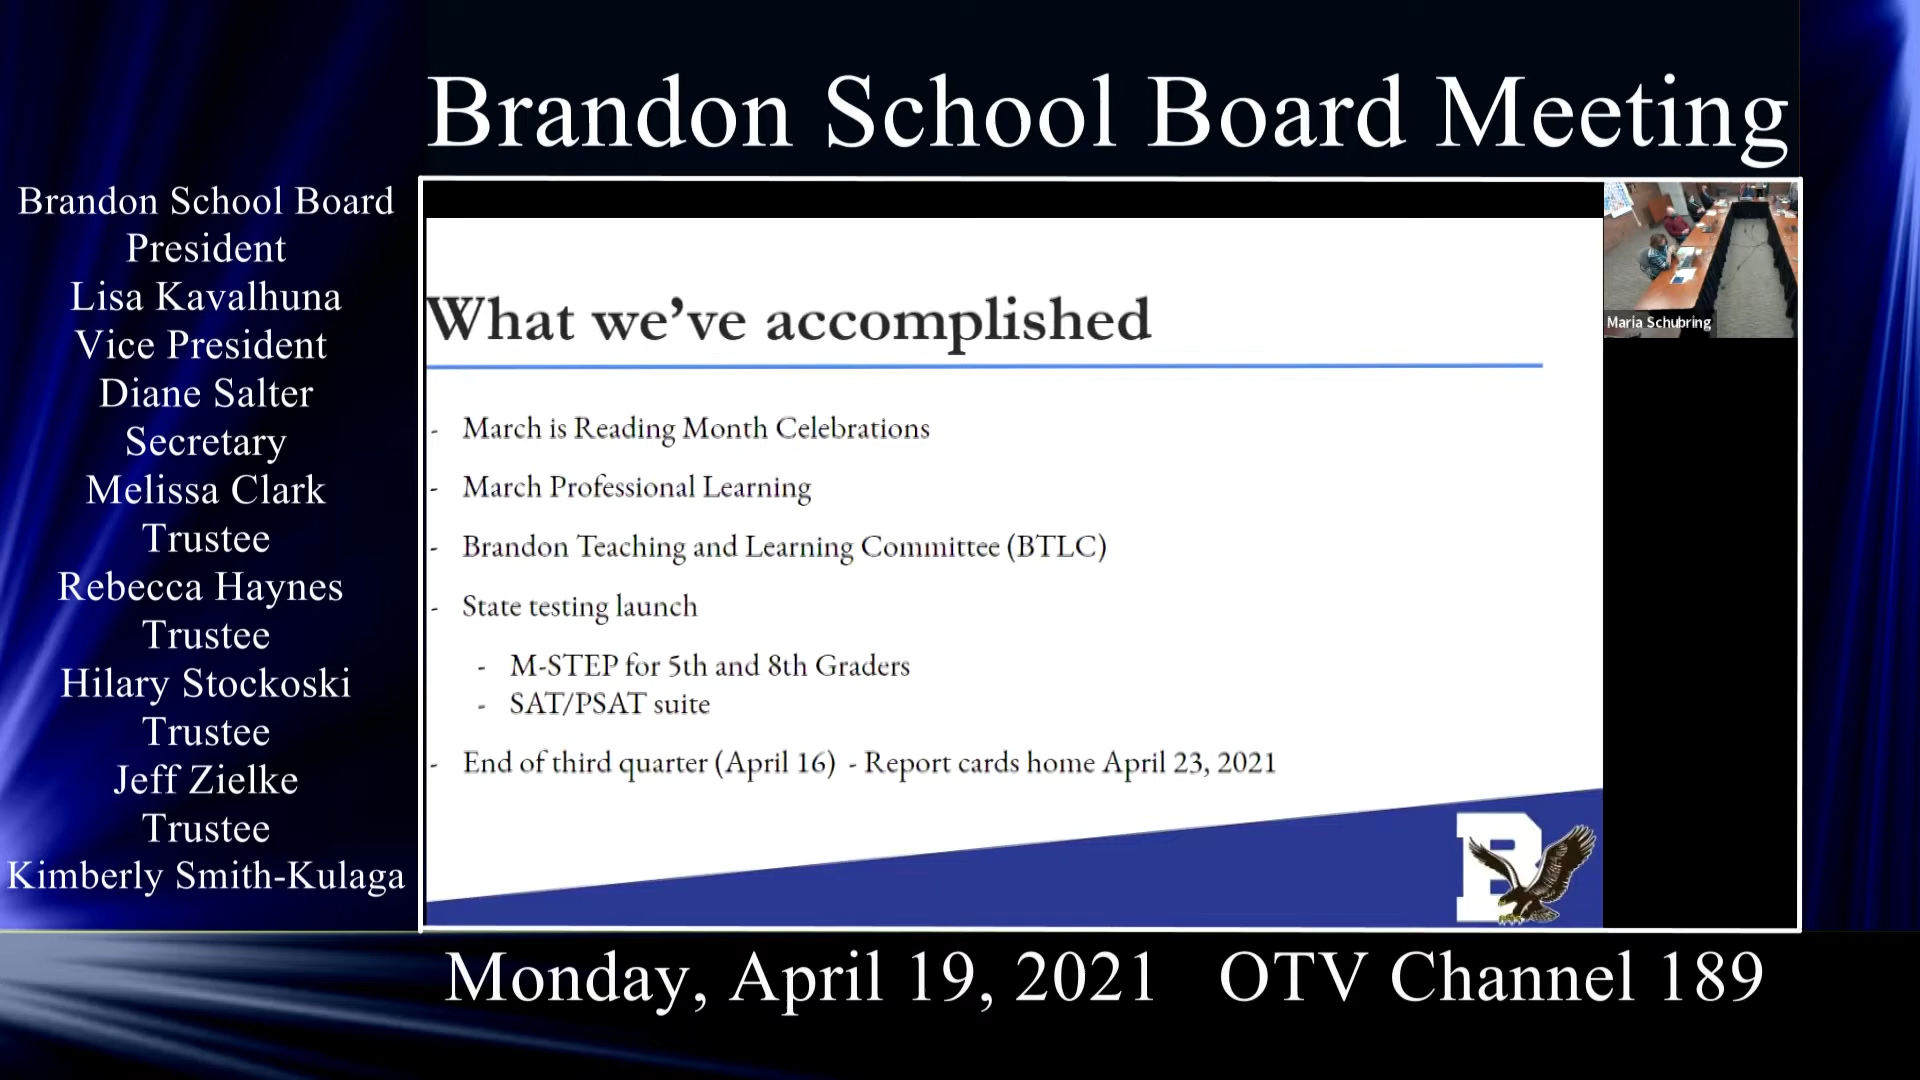 Brandon School Board Meeting
Brandon School Board
President
Lisa Kavalhuna
Vice President
Diane Salter
Secretary
Melissa Clark
Trustee
Rebecca Haynes
Trustee
Hilary Stockoski
Trustee
Jeff Zielke
Trustee
Kimberly Smith-Kulaga
What we’ve accomplished
- March is Reading Month Celebrations
- March Professional Learning
- Brandon Teaching and Learning Committee (BTLC)
- State testing launch
- M-STEP for 5th and 8th Graders
- SAT/PSAT suite
- End of third quarter (April 16) - Report cards home April 23, 2021
B
Maria Schubring
Monday, April 19, 2021 OTV Channel 189